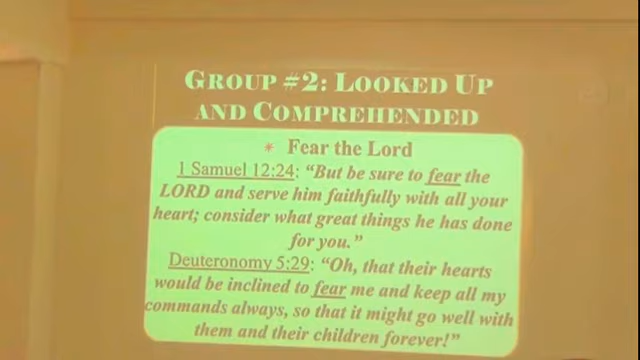 GROUP #2: LOOKED UP
AND COMPREHENDED
✴ Fear the Lord
1 Samuel 12:24: “But be sure to fear the
LORD and serve him faithfully with all your
heart; consider what great things he has done
for you.”
Deuteronomy 5:29: “Oh, that their hearts
would be inclined to fear me and keep all my
commands always, so that it might go well with
them and their children forever!”